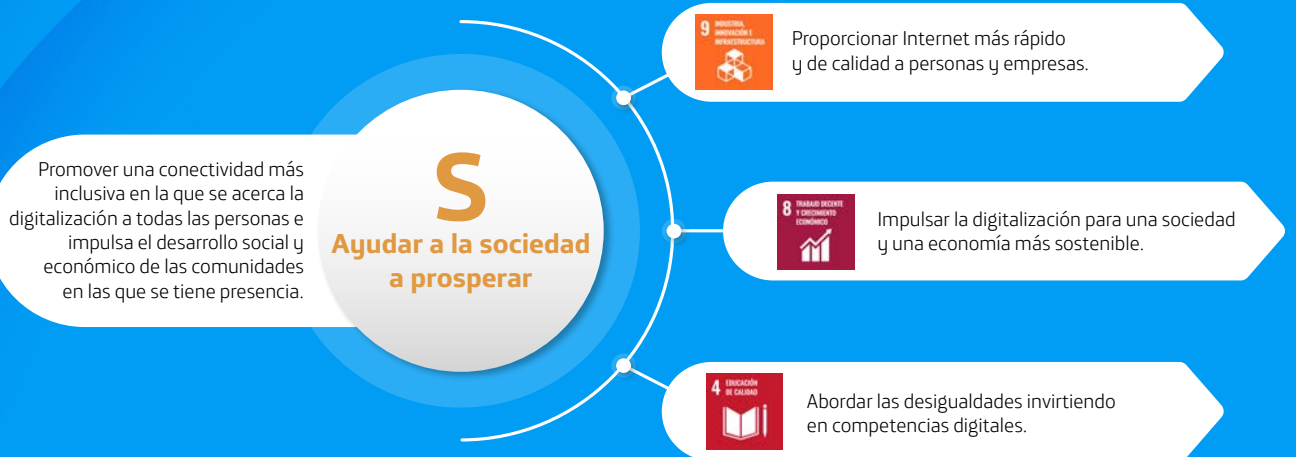 Promover una conectividad más
inclusiva en la que se acerca la
digitalización a todas las personas e
impulsa el desarrollo social y
económico de las comunidades
en las que se tiene presencia.
S
Ayudar a la sociedad
a prosperar
9 INDUSTRIA,
INNOVACIÓN E
INFRAESTRUCTURA
Proporcionar Internet más rápido
y de calidad a personas y empresas.
8 TRABAJO DECENTE
Y CRECIMIENTO
ECONÓMICO
Impulsar la digitalización para una sociedad
y una economía más sostenible.
4 EDUCACIÓN
DE CALIDAD
Abordar las desigualdades invirtiendo
en competencias digitales.